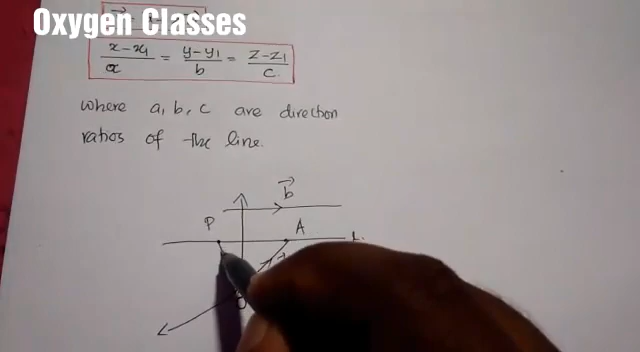 Oxygen Classes
x-x₁/a = y-y₁/b = z-z₁/c
where a, b, c are direction
ratios of the line.
b⃗
P A